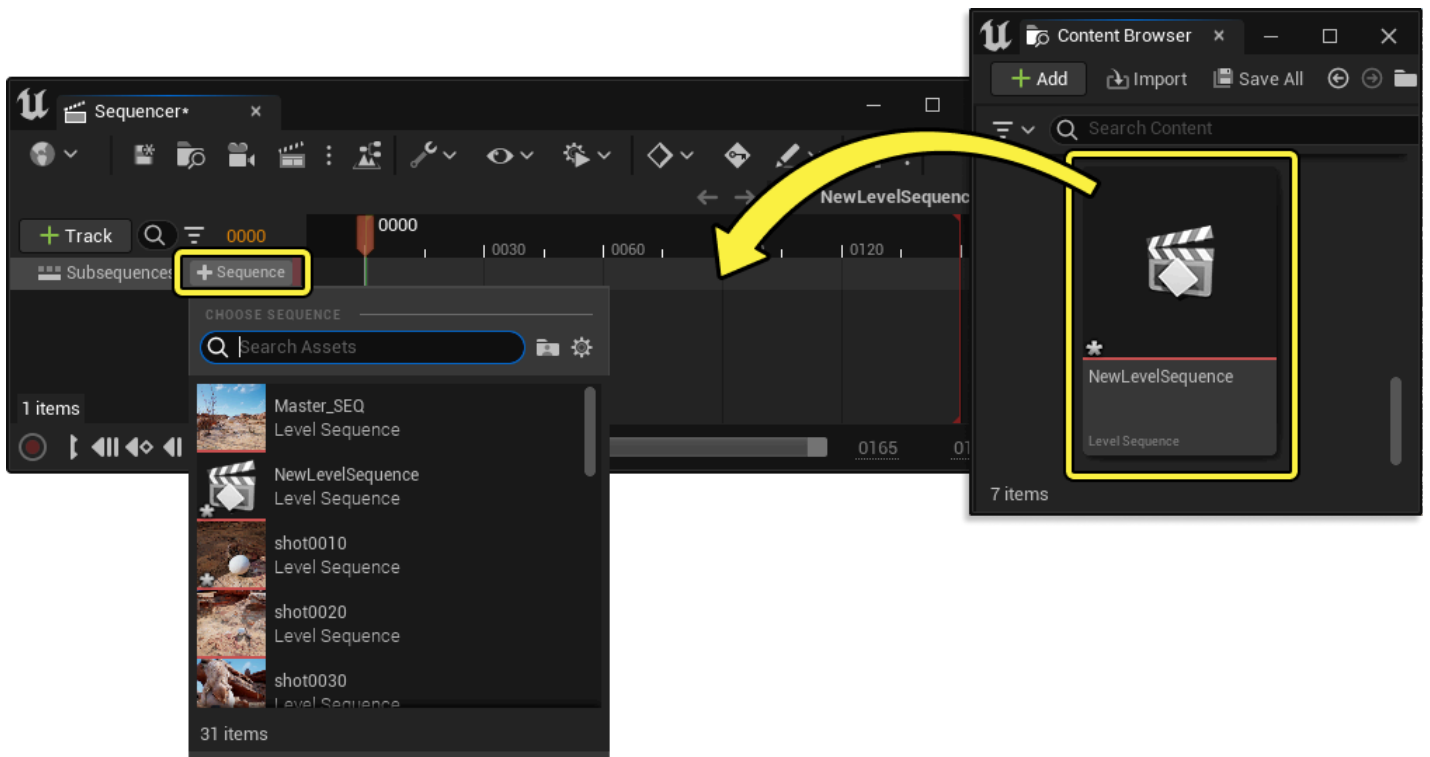 Content Browser
Add
Import
Save All
Search Content
NewLevelSequence
Level Sequence
7 items
Sequencer*
NewLevelSequenc
Track
0000
0000
0030
0060
0120
Subsequences
Sequence
CHOOSE SEQUENCE
Search Assets
Master_SEQ
Level Sequence
NewLevelSequence
Level Sequence
shot0010
Level Sequence
shot0020
Level Sequence
shot0030
Level Sequence
31 items
1 items
0165
01